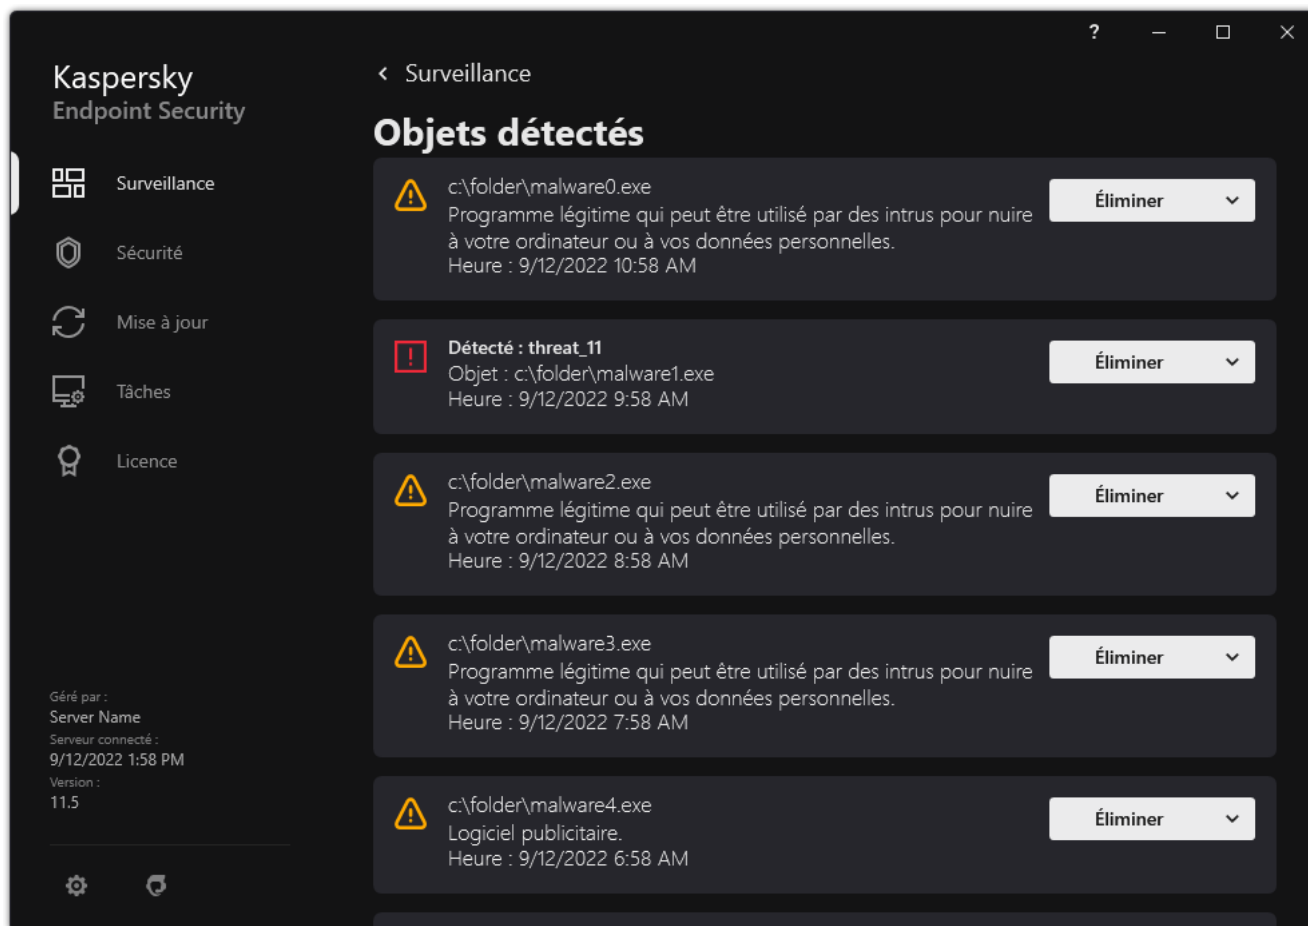 ?
Kaspersky
Endpoint Security
Surveillance
Sécurité
Mise à jour
Tâches
Licence
Géré par :
Server Name
Serveur connecté :
9/12/2022 1:58 PM
Version :
11.5
Surveillance
Objets détectés
c:\folder\malware0.exe
Programme légitime qui peut être utilisé par des intrus pour nuire
à votre ordinateur ou à vos données personnelles.
Heure : 9/12/2022 10:58 AM
Éliminer
Détecté : threat_11
Objet : c:\folder\malware1.exe
Heure : 9/12/2022 9:58 AM
Éliminer
c:\folder\malware2.exe
Programme légitime qui peut être utilisé par des intrus pour nuire
à votre ordinateur ou à vos données personnelles.
Heure : 9/12/2022 8:58 AM
Éliminer
c:\folder\malware3.exe
Programme légitime qui peut être utilisé par des intrus pour nuire
à votre ordinateur ou à vos données personnelles.
Heure : 9/12/2022 7:58 AM
Éliminer
c:\folder\malware4.exe
Logiciel publicitaire.
Heure : 9/12/2022 6:58 AM
Éliminer